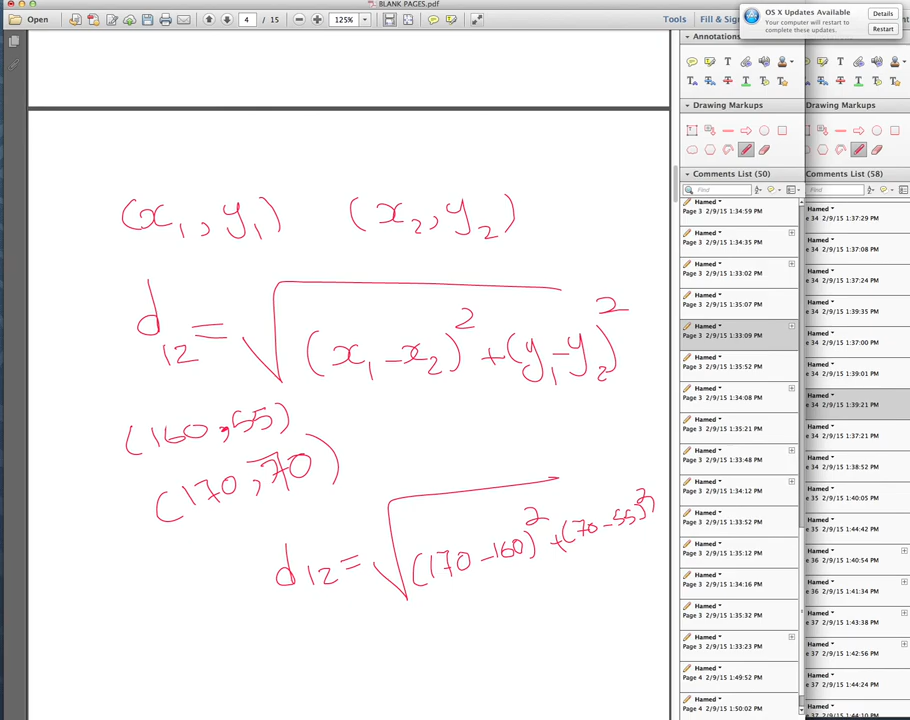 BLANK PAGES.pdf
Open
4 / 15
125%
Tools
Fill & Sign
OS X Updates Available
Your computer will restart to complete these updates.
Details
Restart
Annotations
Drawing Markups
Drawing Markups
Comments List (50)
Comments List (58)
Find
Find
Hamed
Page 3 2/9/15 1:34:59 PM
Hamed
Page 3 2/9/15 1:34:35 PM
Hamed
Page 3 2/9/15 1:33:02 PM
Hamed
Page 3 2/9/15 1:35:07 PM
Hamed
Page 3 2/9/15 1:33:09 PM
Hamed
Page 3 2/9/15 1:35:52 PM
Hamed
Page 3 2/9/15 1:34:08 PM
Hamed
Page 3 2/9/15 1:35:21 PM
Hamed
Page 3 2/9/15 1:33:48 PM
Hamed
Page 3 2/9/15 1:34:12 PM
Hamed
Page 3 2/9/15 1:33:52 PM
Hamed
Page 3 2/9/15 1:35:26 PM
Hamed
Page 3 2/9/15 1:34:16 PM
Hamed
Page 3 2/9/15 1:35:32 PM
Hamed
Page 3 2/9/15 1:33:23 PM
Hamed
Page 4 2/9/15 1:49:52 PM
Hamed
Page 4 2/9/15 1:50:02 PM
Hamed
e 34 2/9/15 1:37:29 PM
Hamed
e 34 2/9/15 1:37:08 PM
Hamed
e 34 2/9/15 1:37:24 PM
Hamed
e 34 2/9/15 1:39:35 PM
Hamed
e 34 2/9/15 1:37:00 PM
Hamed
e 34 2/9/15 1:39:01 PM
Hamed
e 34 2/9/15 1:39:21 PM
Hamed
e 34 2/9/15 1:37:21 PM
Hamed
e 34 2/9/15 1:38:52 PM
Hamed
e 36 2/9/15 1:40:05 PM
Hamed
e 35 2/9/15 1:44:42 PM
Hamed
e 36 2/9/15 1:40:54 PM
Hamed
e 37 2/9/15 1:43:38 PM
Hamed
e 37 2/9/15 1:42:56 PM
Hamed
e 37 2/9/15 1:44:24 PM
Hamed
(x₁, y₁) (x₂, y₂)
d₁₂ = √((x₁ - x₂)² + (y₁ - y₂)²)
(160, 55)
(170, 70)
d₁₂ = √((170 - 160)² + (70 - 55)²)